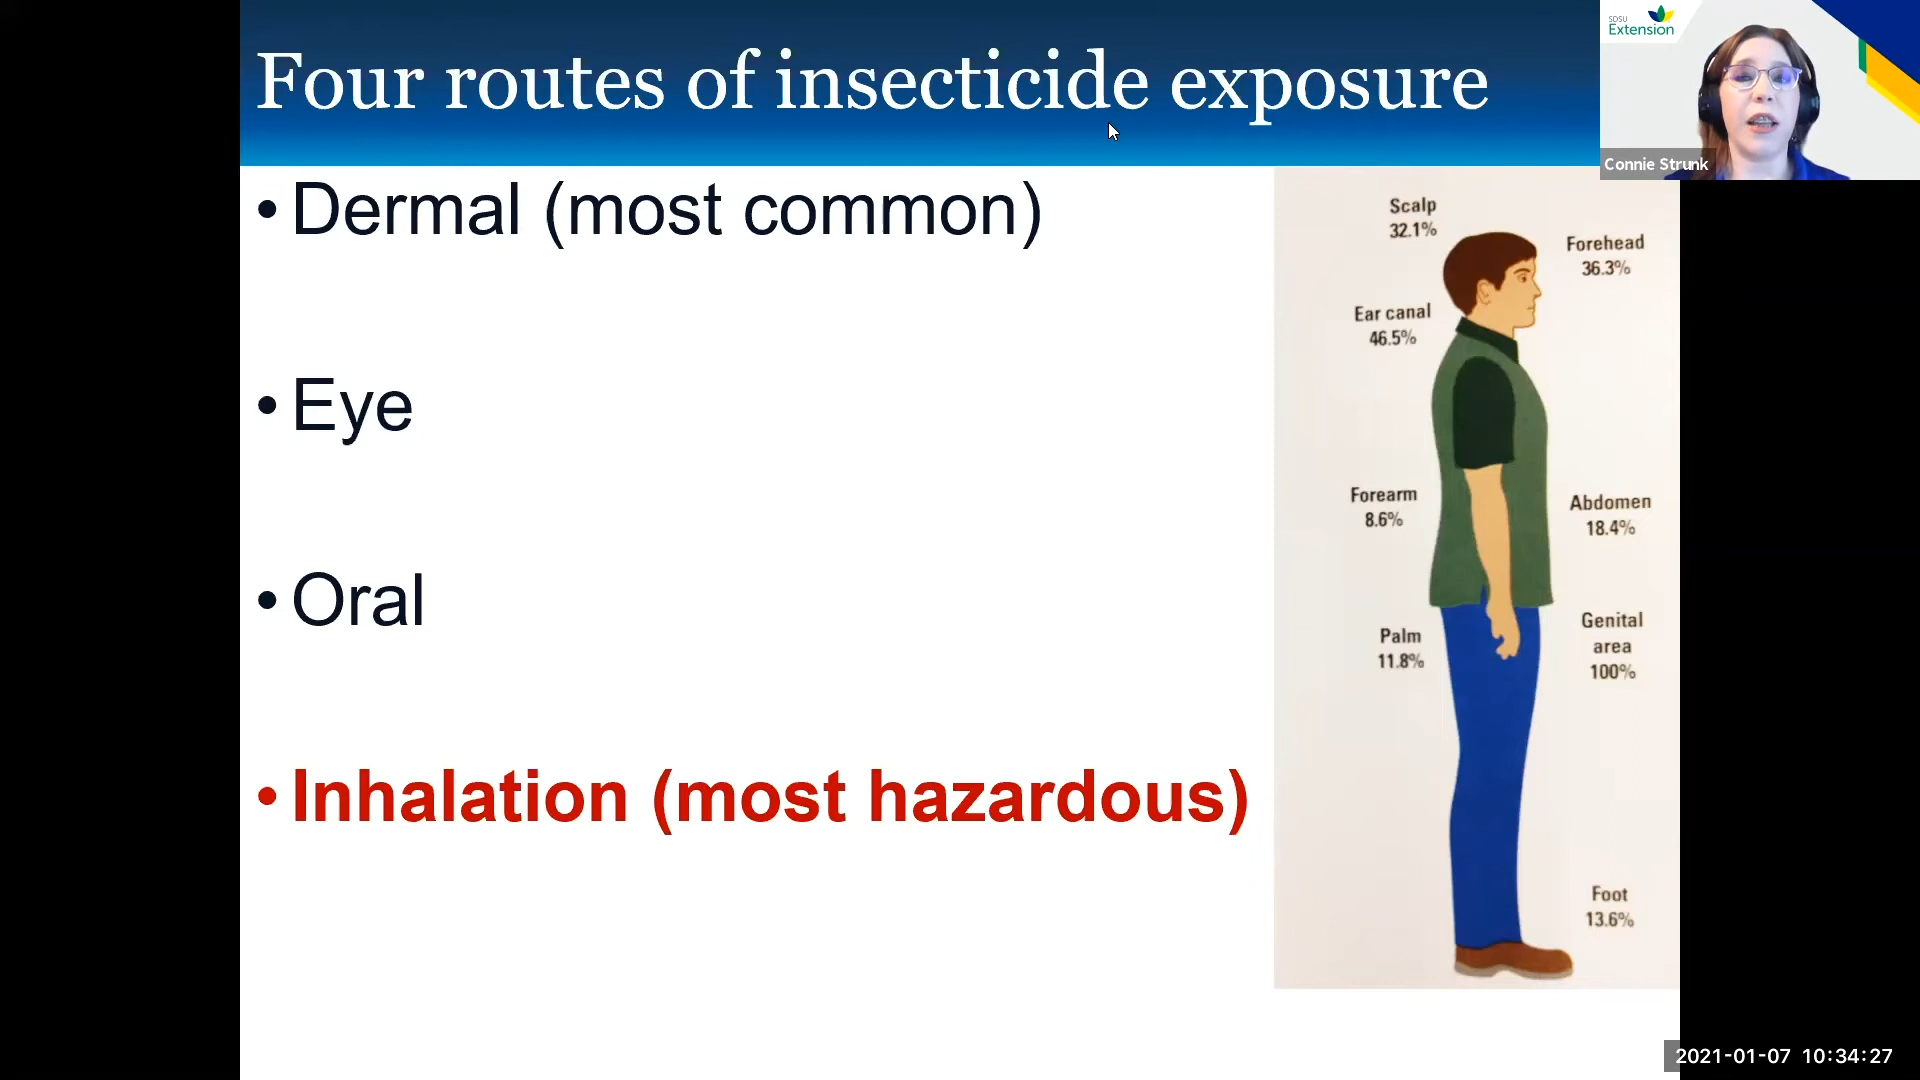 Four routes of insecticide exposure
SDSU
Extension
Connie Strunk
• Dermal (most common)
• Eye
• Oral
• Inhalation (most hazardous)
Scalp
32.1%
Forehead
36.3%
Ear canal
46.5%
Forearm
8.6%
Abdomen
18.4%
Palm
11.8%
Genital
area
100%
Foot
13.6%
2021-01-07 10:34:27